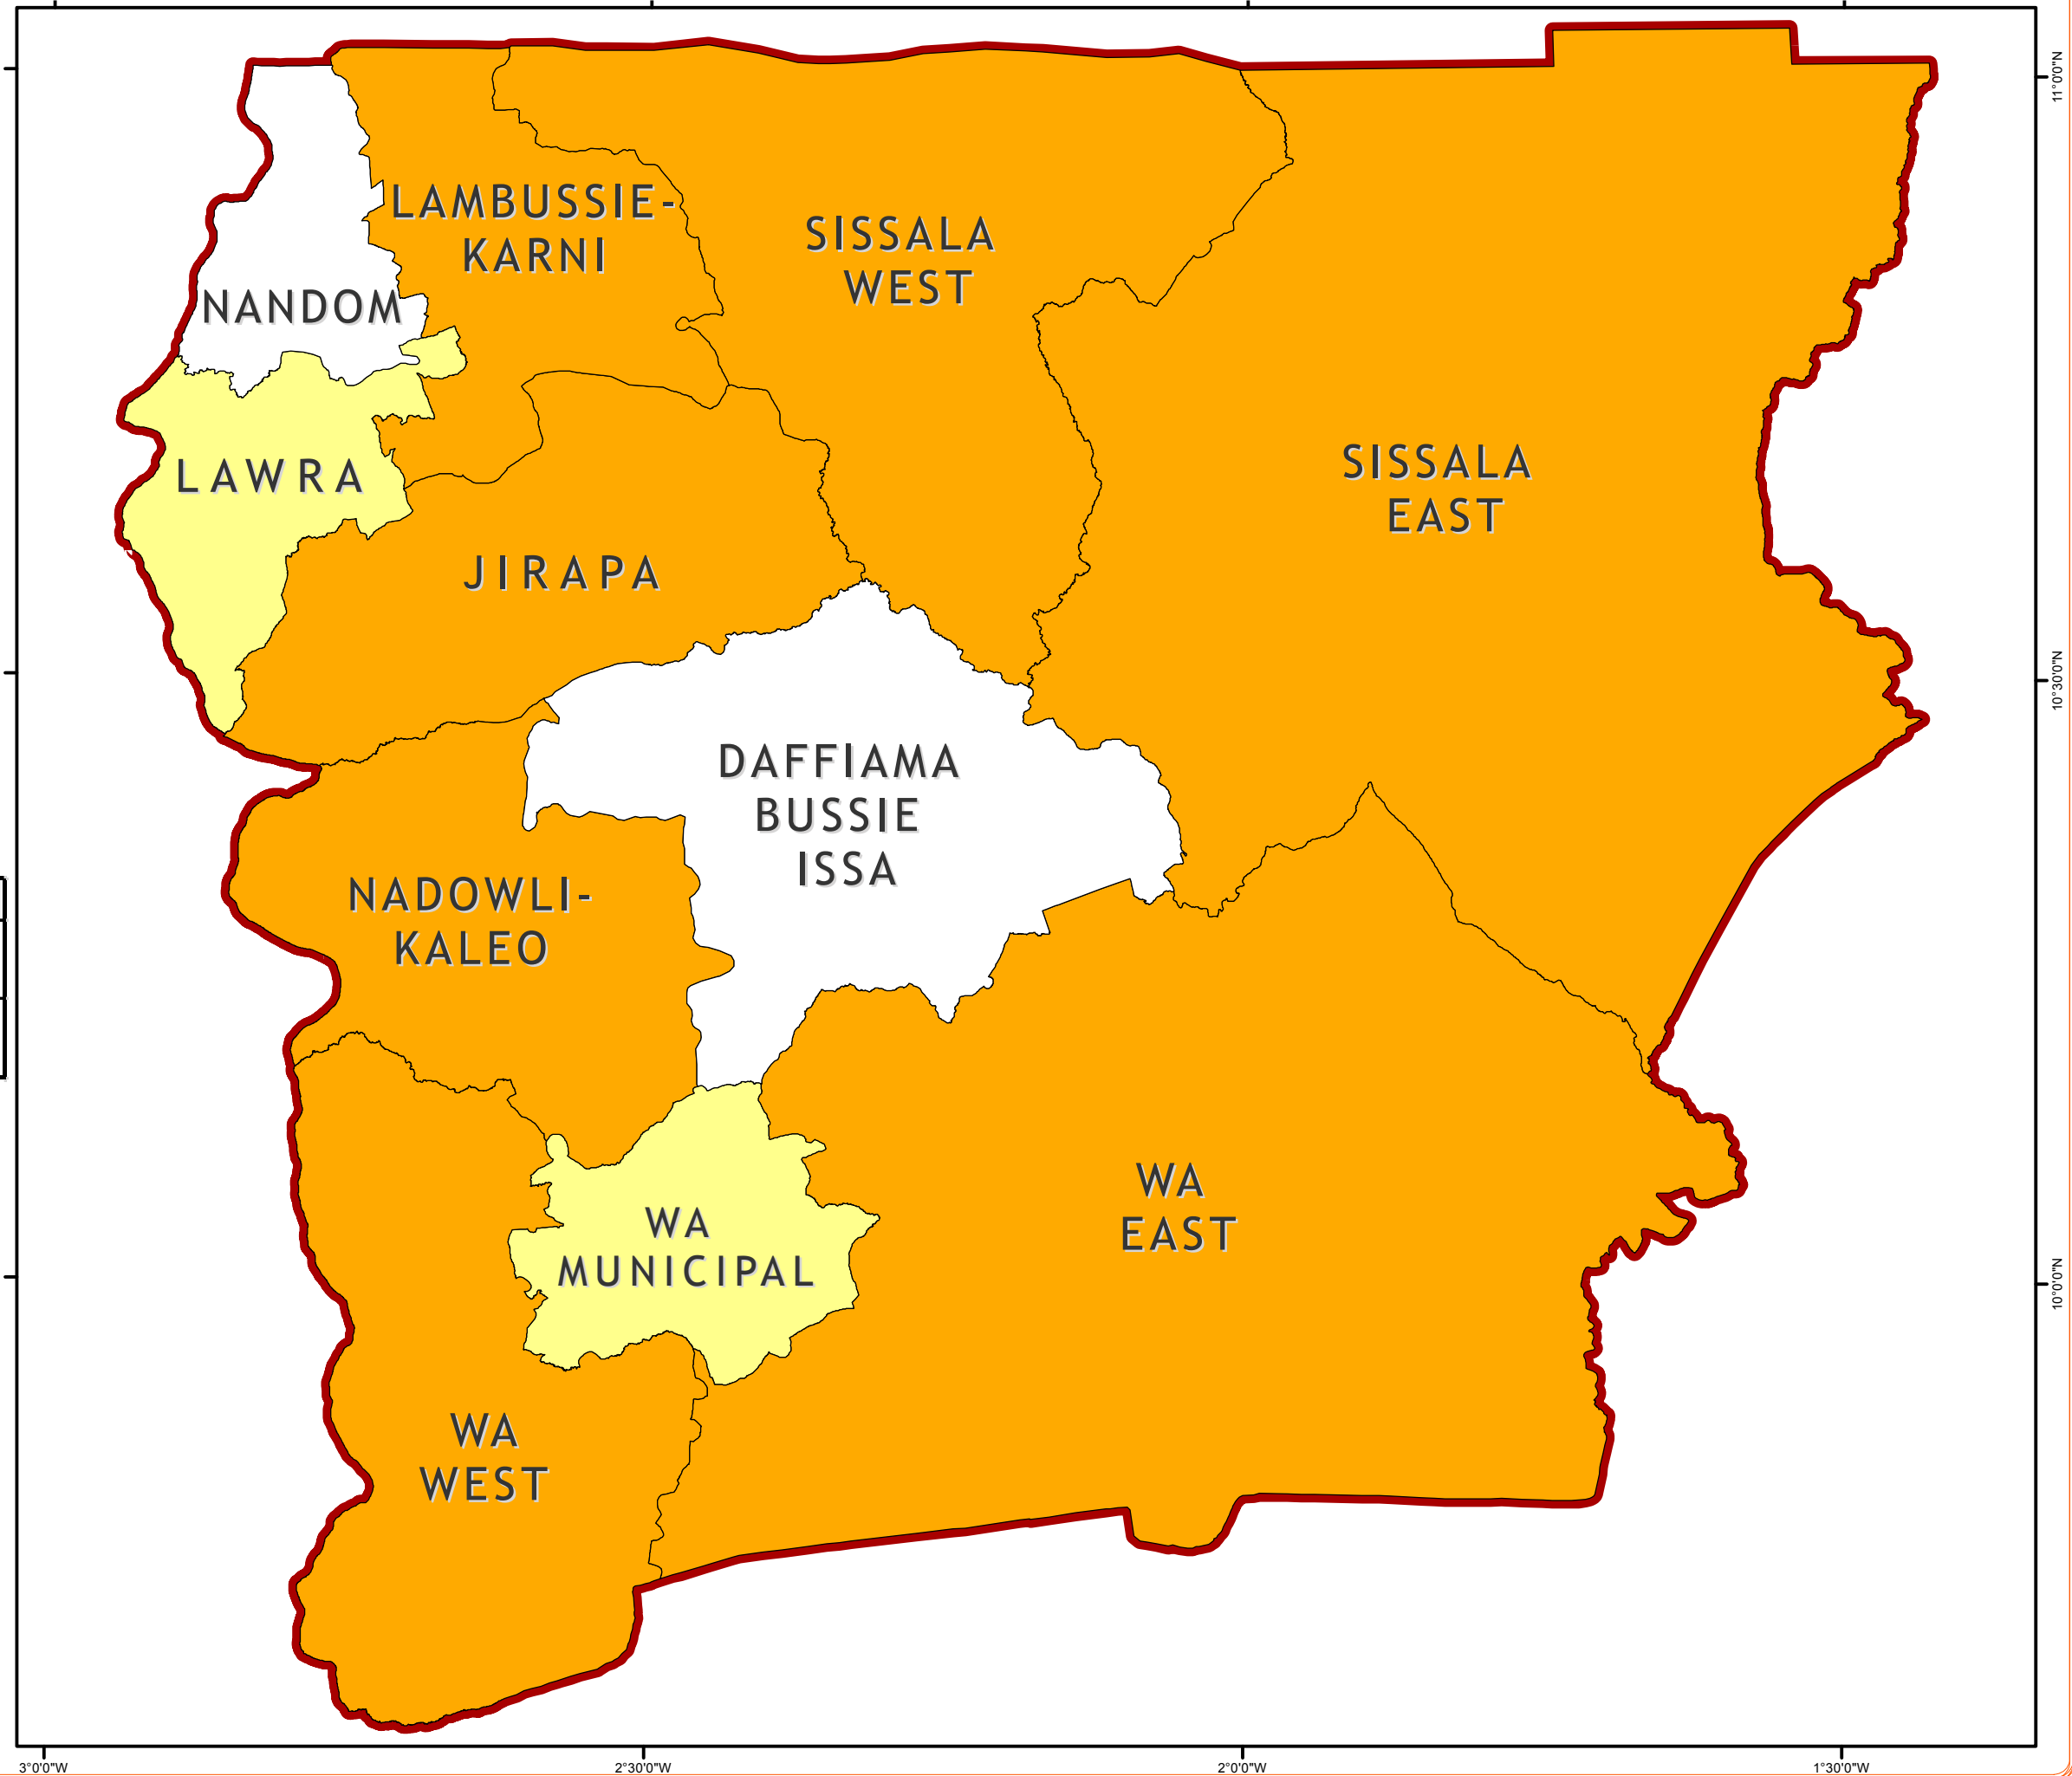 LAMBUSSIE-
KARNI
SISSALA
WEST
NANDOM
SISSALA
EAST
LAWRA
JIRAPA
DAFFIAMA
BUSSIE
ISSA
NADOWLI-
KALEO
WA
EAST
WA
MUNICIPAL
WA
WEST
11°0'0"N
10°30'0"N
10°0'0"N
3°0'0"W
2°30'0"W
2°0'0"W
1°30'0"W